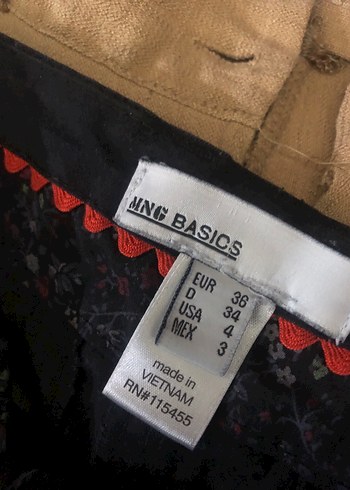 MNG BASICS
EUR 36
D 34
USA 4
MEX 3
made in
VIETNAM
RN#115455